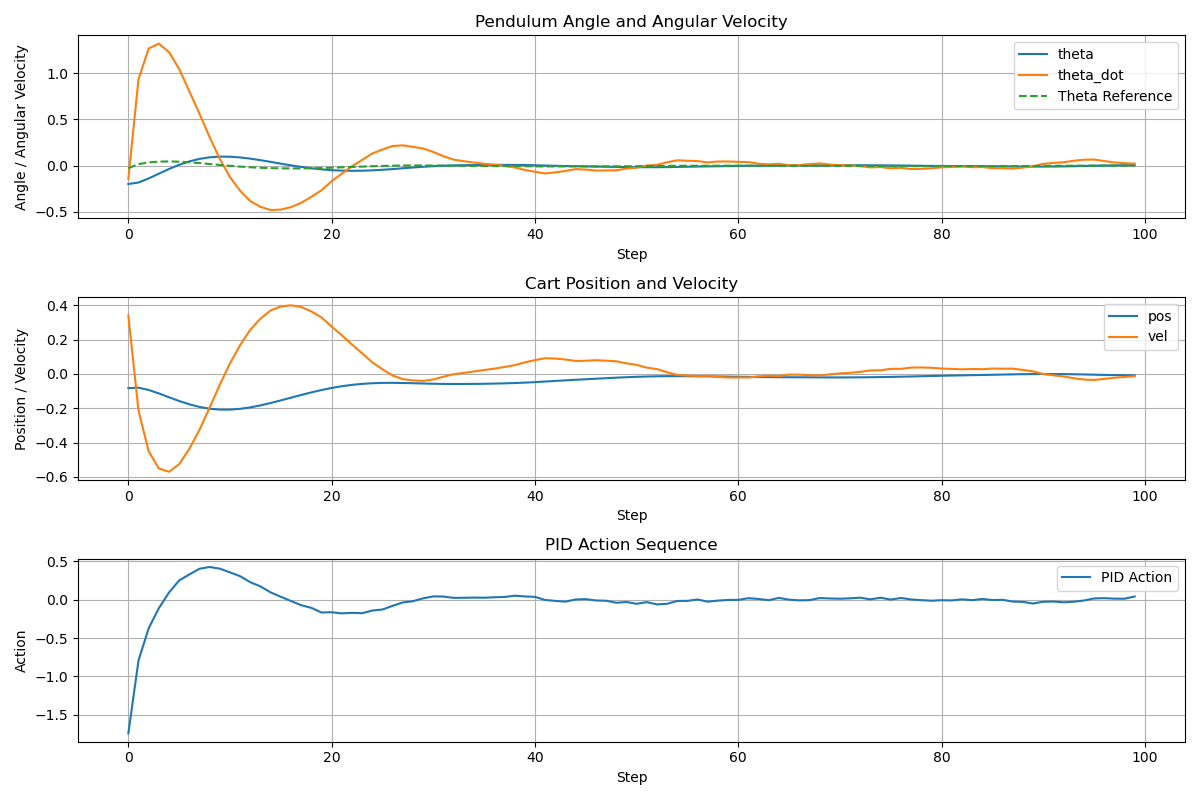 Pendulum Angle and Angular Velocity
Angle / Angular Velocity
1.0
0.5
0.0
−0.5
theta
theta_dot
Theta Reference
0 20 40 60 80 100
Step
Cart Position and Velocity
Position / Velocity
0.4
0.2
0.0
−0.2
−0.4
−0.6
pos
vel
0 20 40 60 80 100
Step
PID Action Sequence
Action
0.5
0.0
−0.5
−1.0
−1.5
PID Action
0 20 40 60 80 100
Step